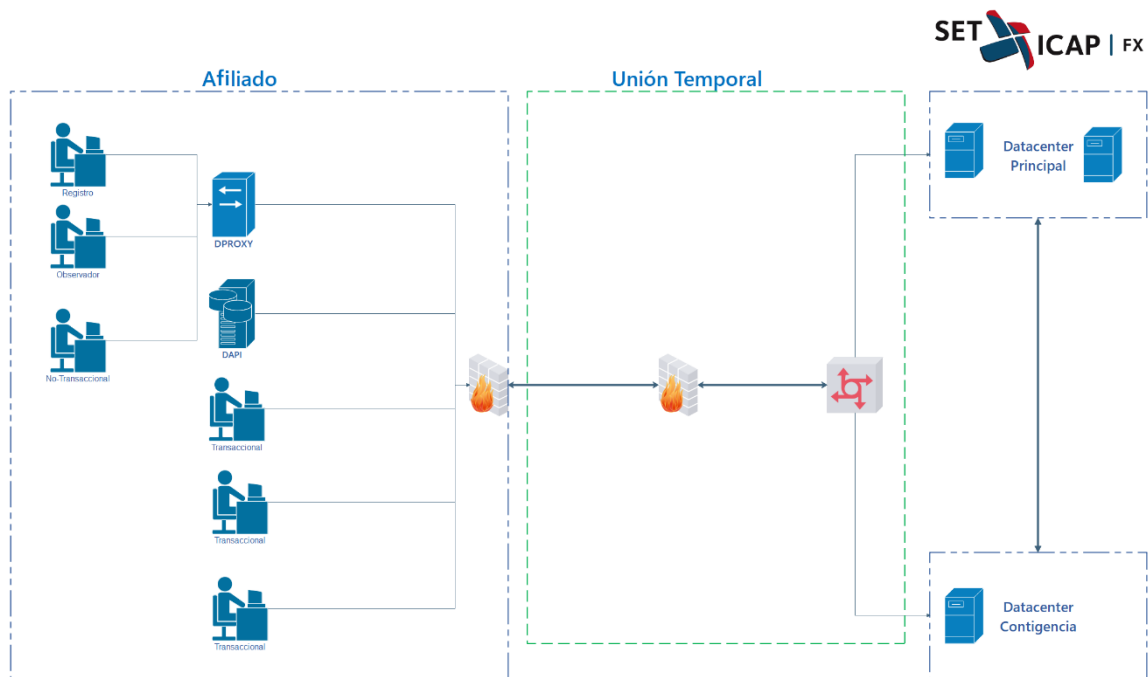 SET ICAP | FX
Afiliado
Unión Temporal
Registro
Observador
No-Transaccional
DPROXY
DAPI
Transaccional
Transaccional
Transaccional
Datacenter
Principal
Datacenter
Contigencia